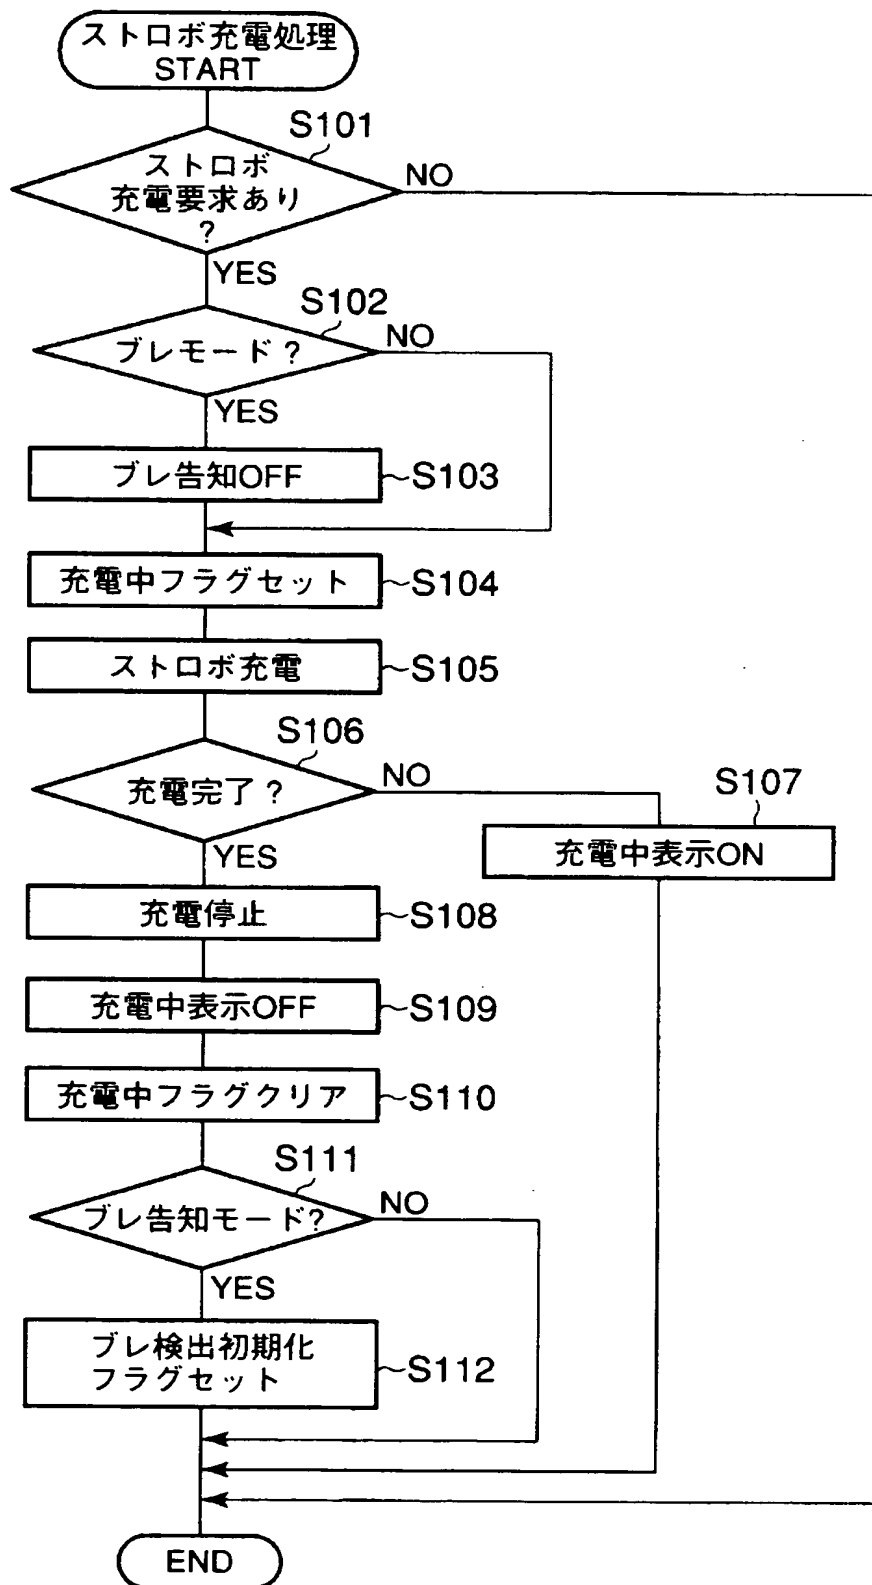 ストロボ充電処理
START
S101
ストロボ
充電要求あり
?
NO
YES
S102
ブレモード?
NO
YES
ブレ告知OFF
S103
充電中フラグセット
S104
ストロボ充電
S105
S106
充電完了?
NO
YES
S107
充電中表示ON
充電停止
S108
充電中表示OFF
S109
充電中フラグクリア
S110
S111
ブレ告知モード?
NO
YES
ブレ検出初期化
フラグセット
S112
END